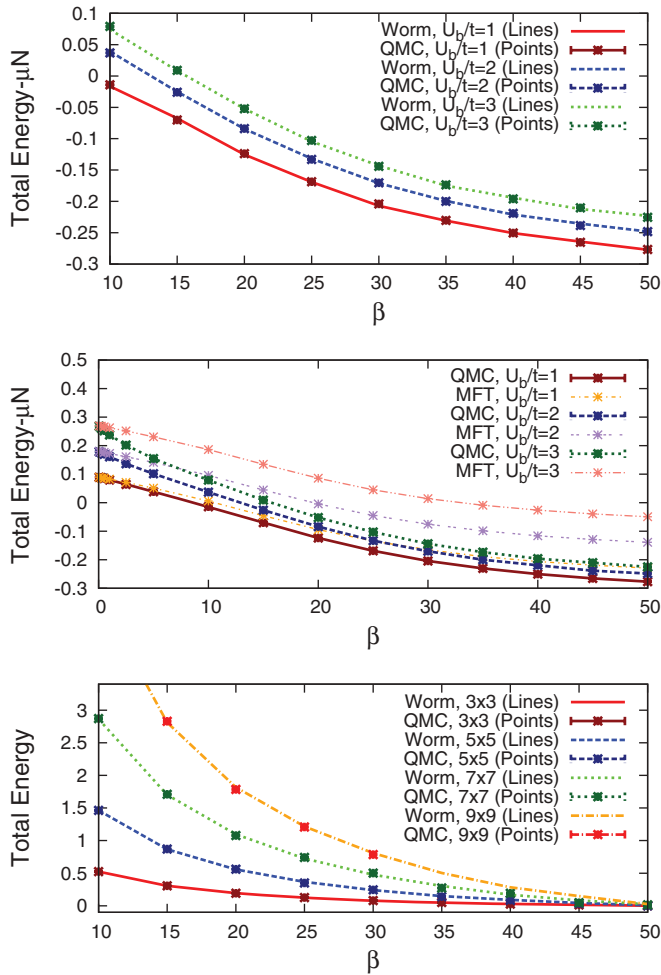 0.1
0.05
0
-0.05
-0.1
-0.15
-0.2
-0.25
-0.3
Total Energy-μN
Worm, U_b/t=1 (Lines)
QMC, U_b/t=1 (Points)
Worm, U_b/t=2 (Lines)
QMC, U_b/t=2 (Points)
Worm, U_b/t=3 (Lines)
QMC, U_b/t=3 (Points)
10 15 20 25 30 35 40 45 50
β
0.5
0.4
0.3
0.2
0.1
0
-0.1
-0.2
-0.3
Total Energy-μN
QMC, U_b/t=1
MFT, U_b/t=1
QMC, U_b/t=2
MFT, U_b/t=2
QMC, U_b/t=3
MFT, U_b/t=3
0 10 20 30 40 50
β
3
2.5
2
1.5
1
0.5
0
Total Energy
Worm, 3x3 (Lines)
QMC, 3x3 (Points)
Worm, 5x5 (Lines)
QMC, 5x5 (Points)
Worm, 7x7 (Lines)
QMC, 7x7 (Points)
Worm, 9x9 (Lines)
QMC, 9x9 (Points)
10 15 20 25 30 35 40 45 50
β